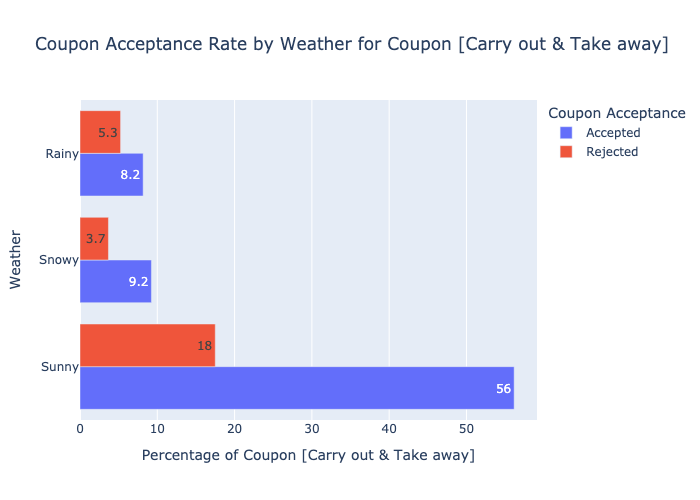 Coupon Acceptance Rate by Weather for Coupon [Carry out & Take away]
Coupon Acceptance
Accepted
Rejected
Weather
Rainy
5.3
8.2
Snowy
3.7
9.2
Sunny
18
56
0 10 20 30 40 50
Percentage of Coupon [Carry out & Take away]